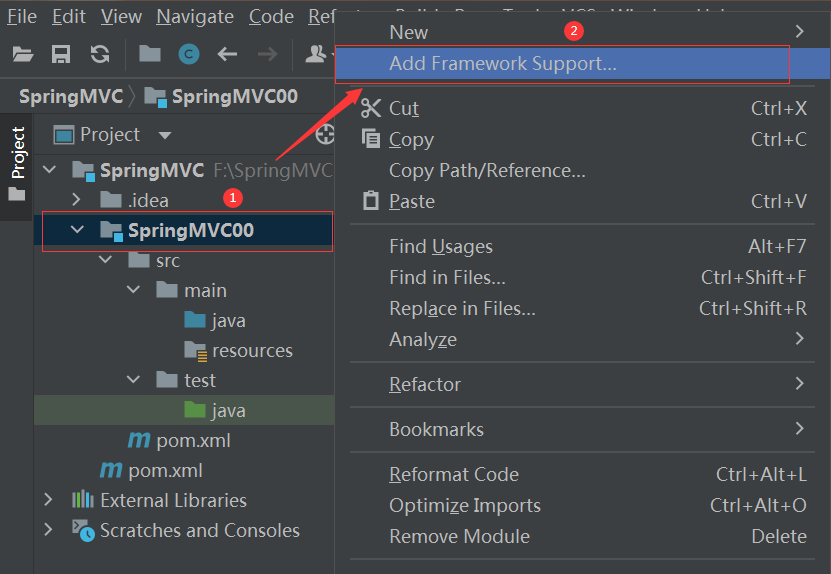 File Edit View Navigate Code
SpringMVC SpringMVC00
Project
Project
SpringMVC F:\SpringMVC
1
.idea
SpringMVC00
src
main
java
resources
test
java
pom.xml
pom.xml
External Libraries
Scratches and Consoles
New
2
Add Framework Support...
Cut Ctrl+X
Copy Ctrl+C
Copy Path/Reference...
Paste Ctrl+V
Find Usages Alt+F7
Find in Files... Ctrl+Shift+F
Replace in Files... Ctrl+Shift+R
Analyze
Refactor
Bookmarks
Reformat Code Ctrl+Alt+L
Optimize Imports Ctrl+Alt+O
Remove Module Delete